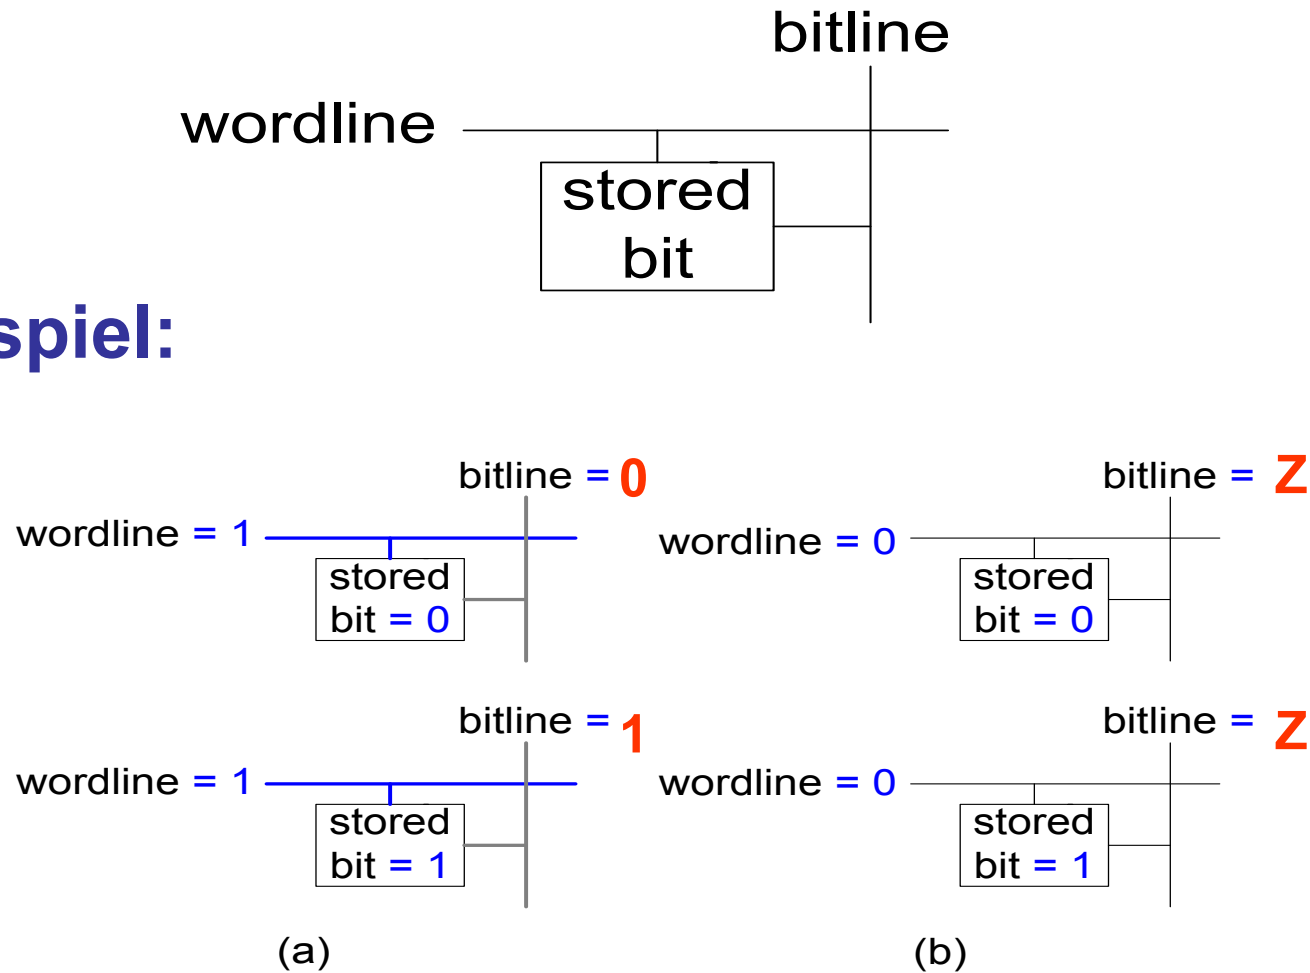 bitline
wordline
stored
bit
spiel:
bitline = 0
wordline = 1
stored
bit = 0
bitline = 1
wordline = 1
stored
bit = 1
(a)
bitline = Z
wordline = 0
stored
bit = 0
bitline = Z
wordline = 0
stored
bit = 1
(b)